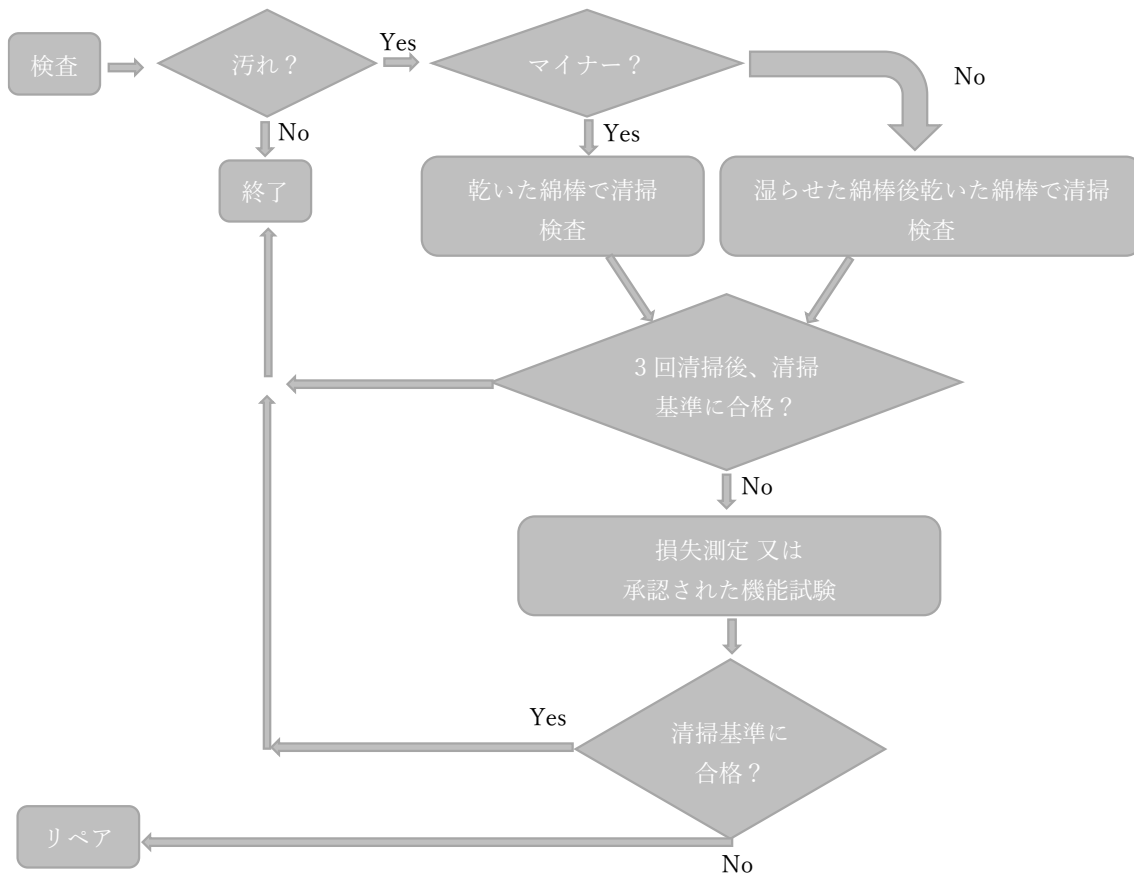 検査
汚れ？
Yes
マイナー？
No
No
Yes
終了
乾いた綿棒で清掃
検査
湿らせた綿棒後乾いた綿棒で清掃
検査
3 回清掃後、清掃
基準に合格？
No
損失測定 又は
承認された機能試験
Yes
清掃基準に
合格？
リペア
No